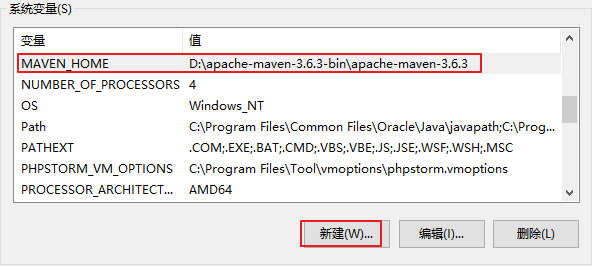 系统变量(S)
变量 值
MAVEN_HOME D:\apache-maven-3.6.3-bin\apache-maven-3.6.3
NUMBER_OF_PROCESSORS 4
OS Windows_NT
Path C:\Program Files\Common Files\Oracle\Java\javapath;C:\Prog...
PATHEXT .COM;.EXE;.BAT;.CMD;.VBS;.VBE;.JS;.JSE;.WSF;.WSH;.MSC
PHPSTORM_VM_OPTIONS C:\Program Files\Tool\vmoptions\phpstorm.vmoptions
PROCESSOR_ARCHITECT... AMD64
新建(W)... 编辑(I)... 删除(L)